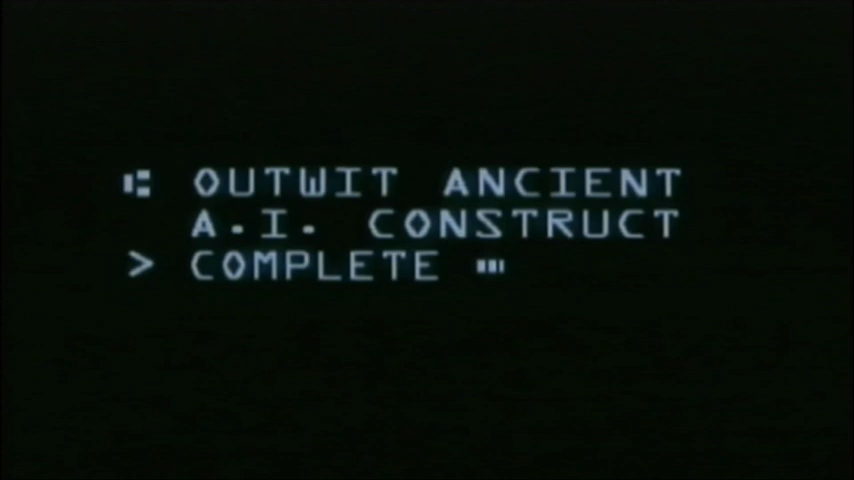 OUTWIT ANCIENT
A.I. CONSTRUCT
> COMPLETE